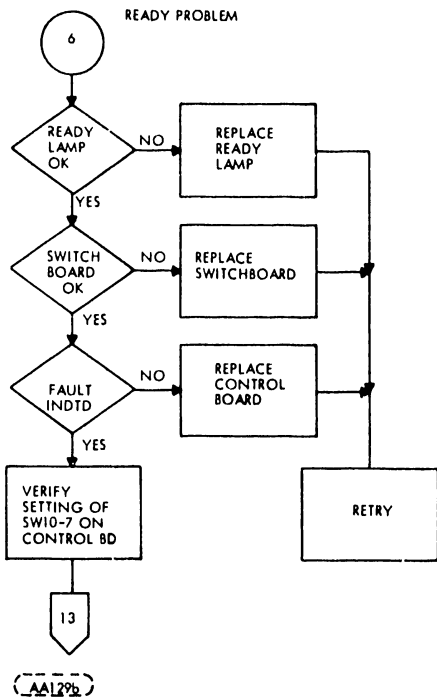 READY PROBLEM
6
READY
LAMP
OK
NO
REPLACE
READY
LAMP
YES
SWITCH
BOARD
OK
NO
REPLACE
SWITCHBOARD
YES
FAULT
INDTD
NO
REPLACE
CONTROL
BOARD
YES
VERIFY
SETTING OF
SW10-7 ON
CONTROL BD
RETRY
13
AA129b